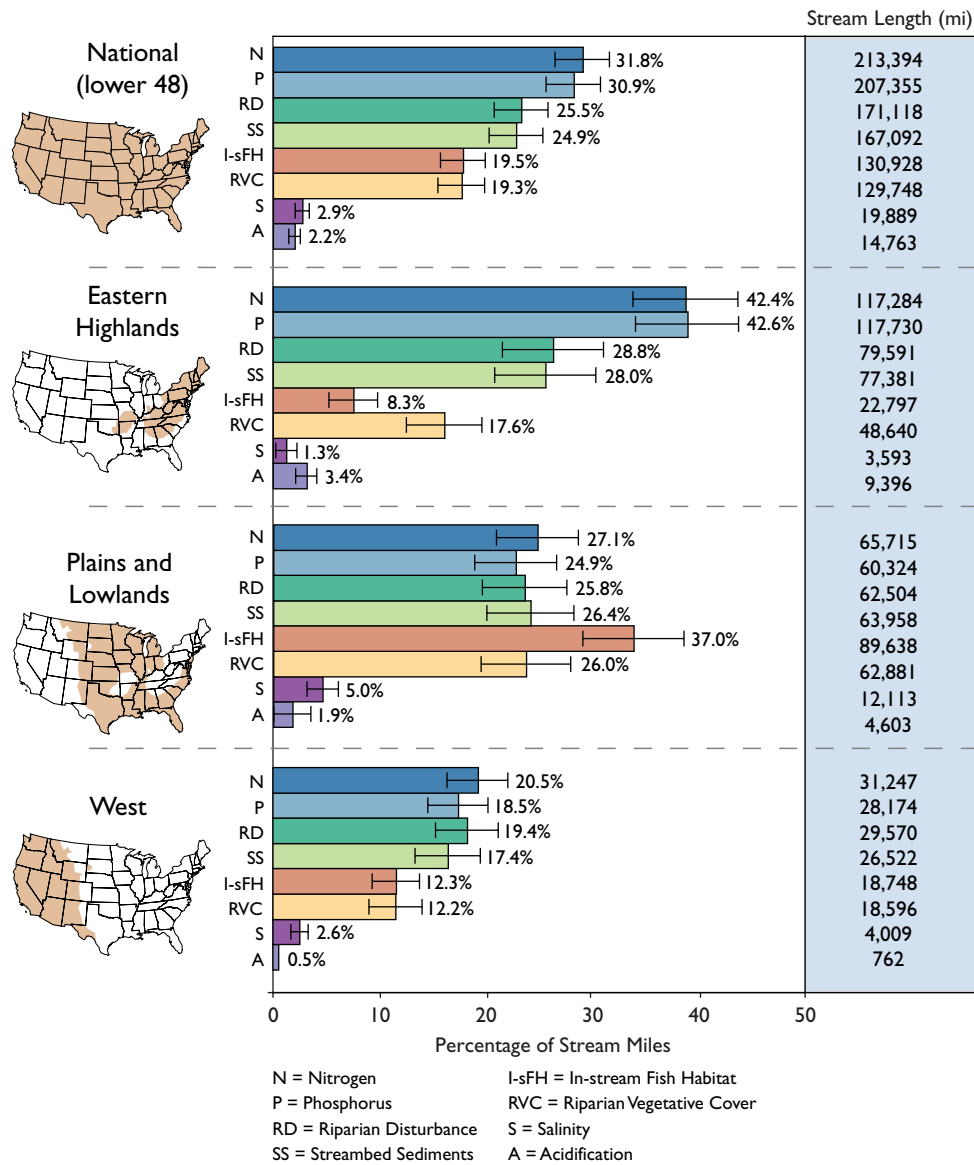 Stream Length (mi)
National
(lower 48)
N 31.8% 213,394
P 30.9% 207,355
RD 25.5% 171,118
SS 24.9% 167,092
I-sFH 19.5% 130,928
RVC 19.3% 129,748
S 2.9% 19,889
A 2.2% 14,763
Eastern
Highlands
N 42.4% 117,284
P 42.6% 117,730
RD 28.8% 79,591
SS 28.0% 77,381
I-sFH 8.3% 22,797
RVC 17.6% 48,640
S 1.3% 3,593
A 3.4% 9,396
Plains and
Lowlands
N 27.1% 65,715
P 24.9% 60,324
RD 25.8% 62,504
SS 26.4% 63,958
I-sFH 37.0% 89,638
RVC 26.0% 62,881
S 5.0% 12,113
A 1.9% 4,603
West
N 20.5% 31,247
P 18.5% 28,174
RD 19.4% 29,570
SS 17.4% 26,522
I-sFH 12.3% 18,748
RVC 12.2% 18,596
S 2.6% 4,009
A 0.5% 762
0 10 20 30 40 50
Percentage of Stream Miles
N = Nitrogen I-sFH = In-stream Fish Habitat
P = Phosphorus RVC = Riparian Vegetative Cover
RD = Riparian Disturbance S = Salinity
SS = Streambed Sediments A = Acidification